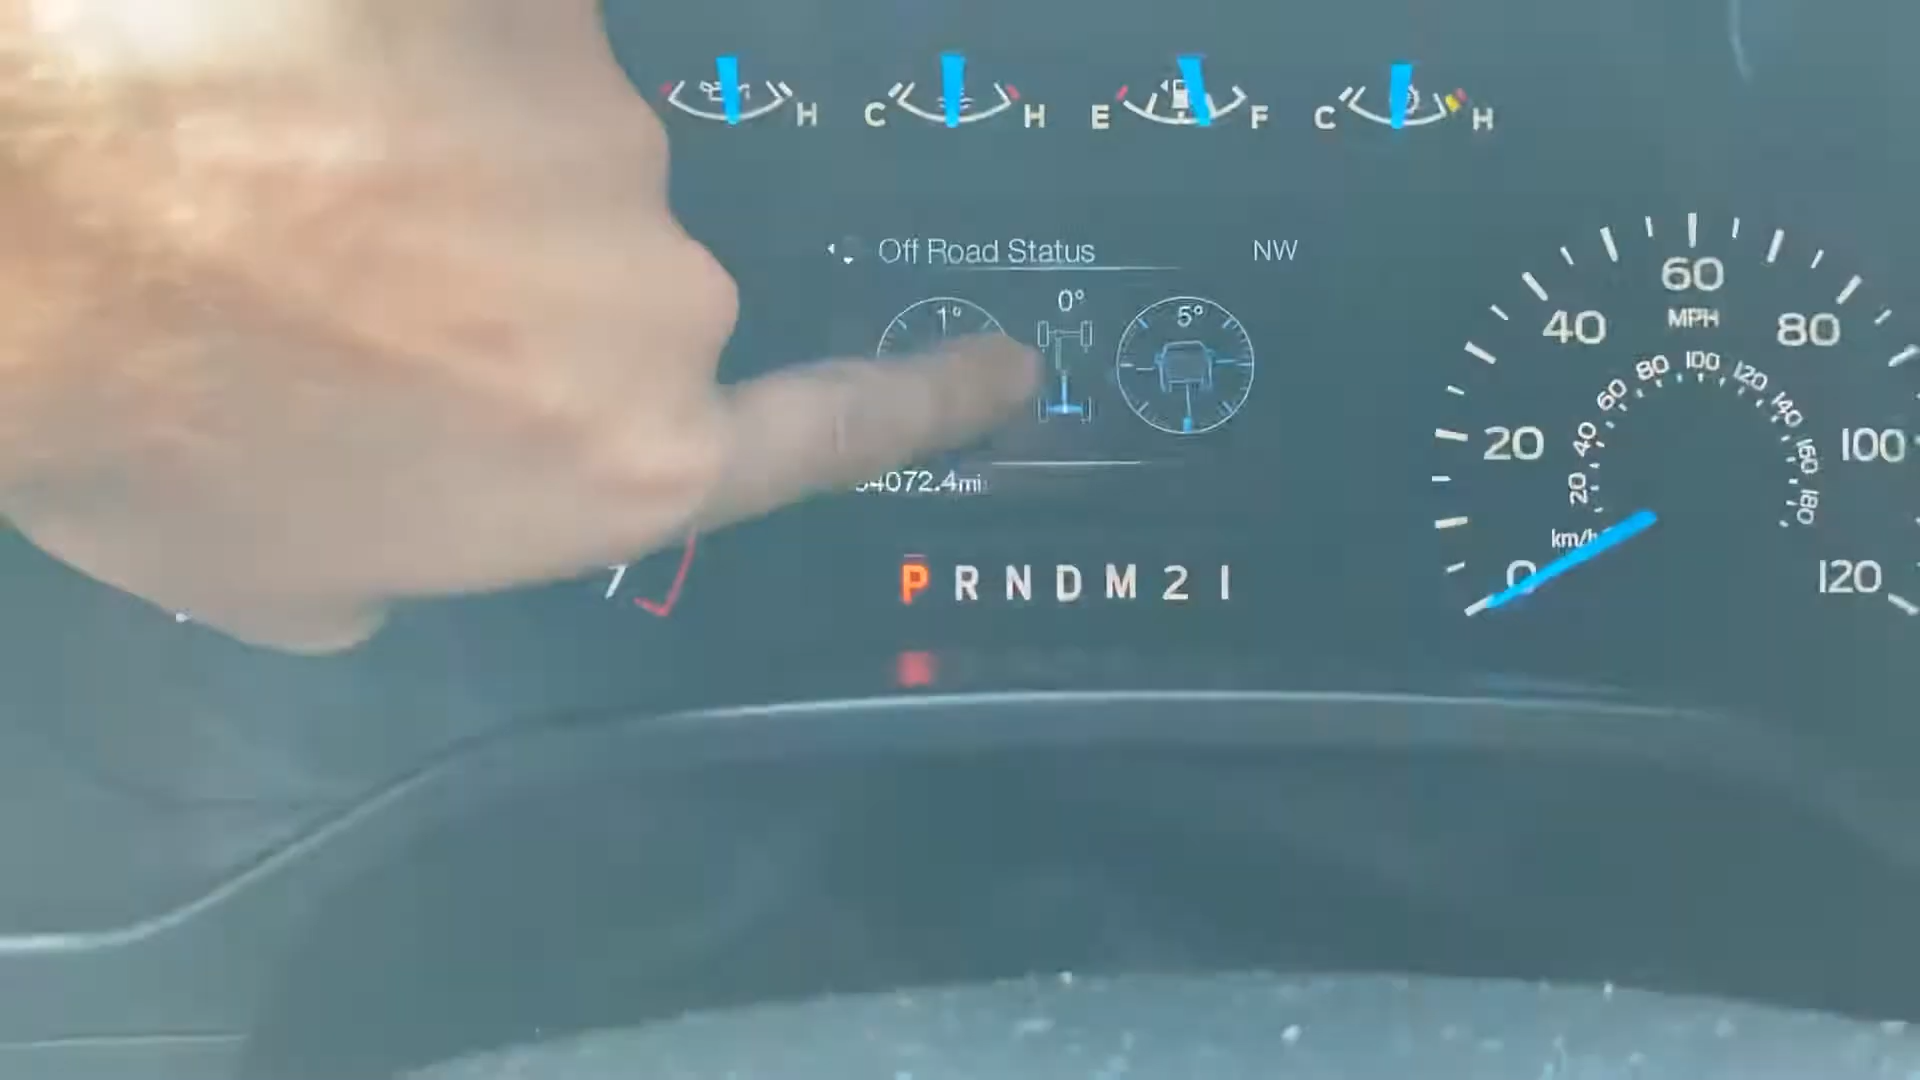 H C H E F C H
Off Road Status NW
1° 0° 5°
4072.4mi
7
P R N D M 2 1
0 20 40 60 80 100 120
MPH
20 40 60 80 100 120 140 160 180
km/h